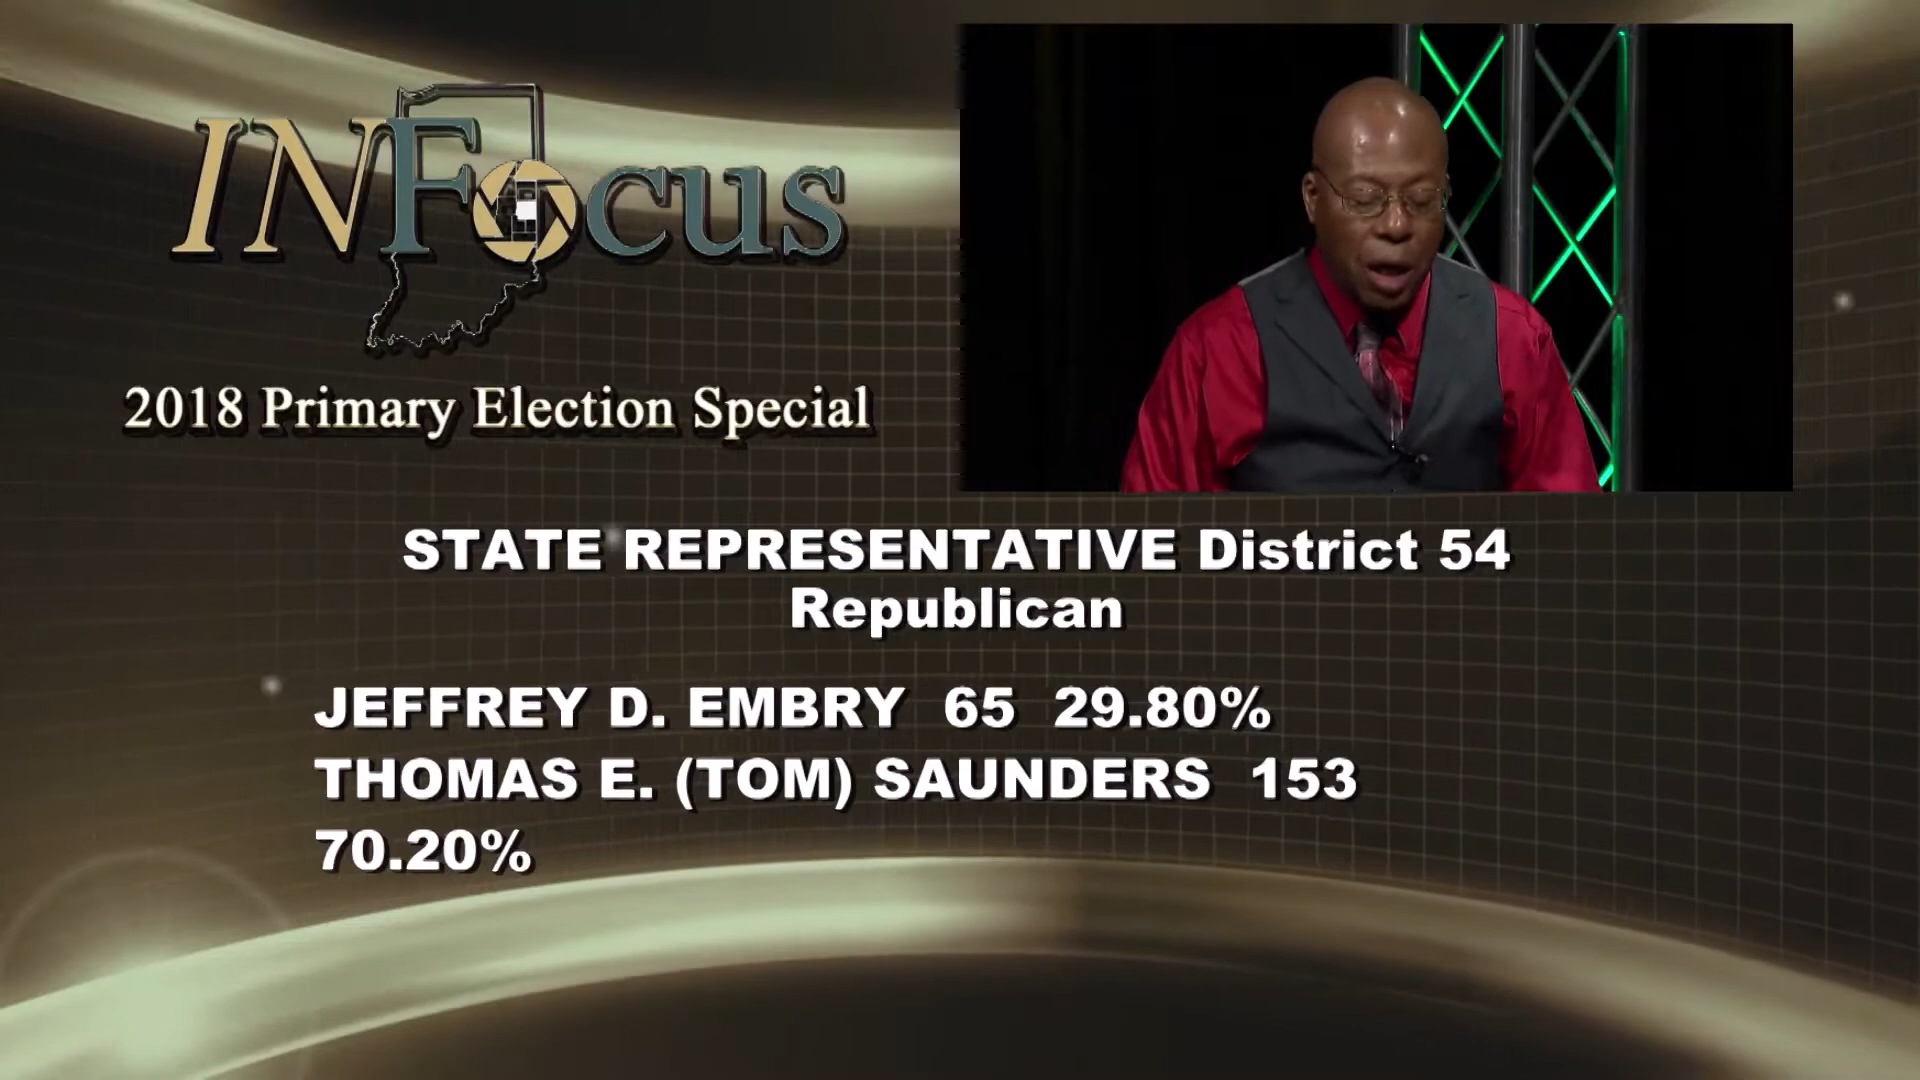 INFocus
2018 Primary Election Special
STATE REPRESENTATIVE District 54
Republican
JEFFREY D. EMBRY 65 29.80%
THOMAS E. (TOM) SAUNDERS 153
70.20%